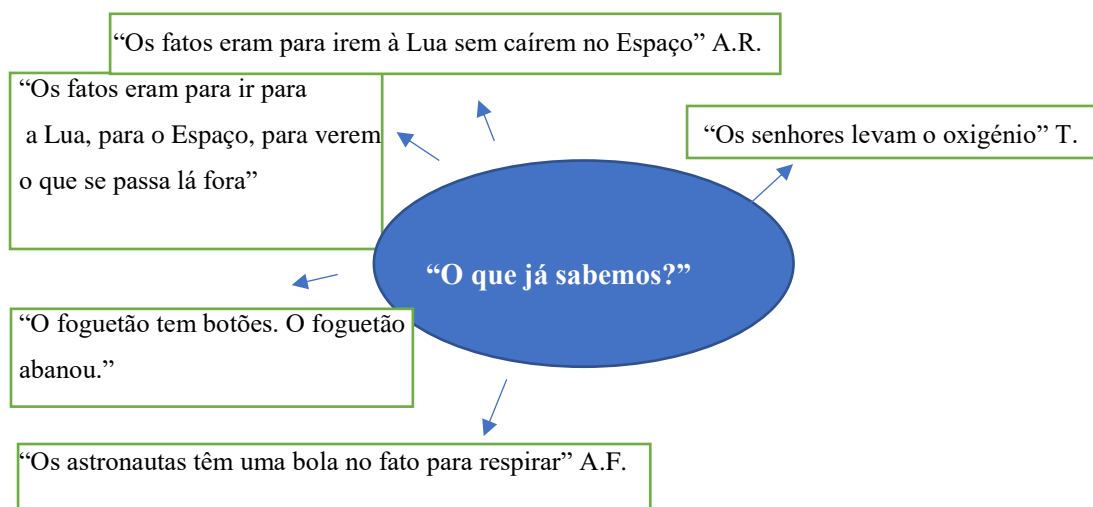 “Os fatos eram para irem à Lua sem caírem no Espaço” A.R.
“Os fatos eram para ir para
a Lua, para o Espaço, para verem
o que se passa lá fora”
“Os senhores levam o oxigénio” T.
“O que já sabemos?”
“O foguetão tem botões. O foguetão
abanou.”
“Os astronautas têm uma bola no fato para respirar” A.F.